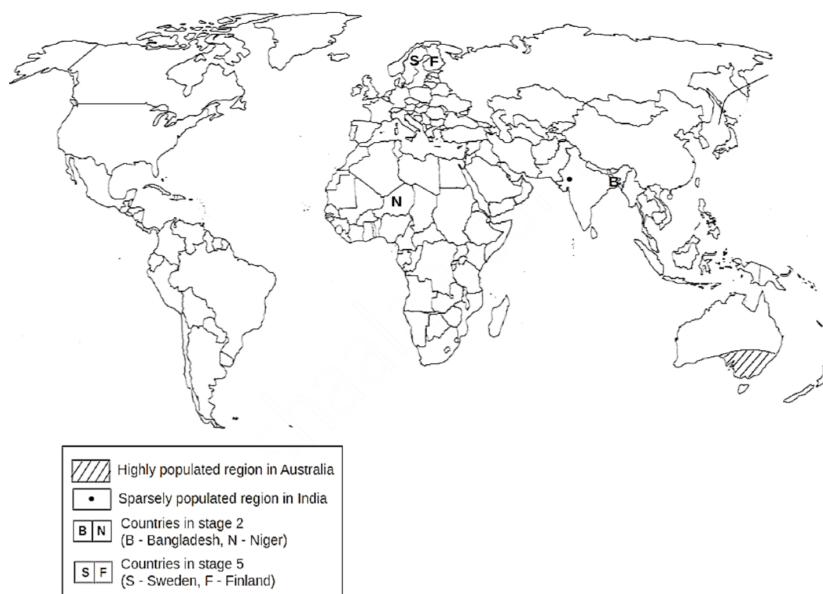 S F
B
N
Highly populated region in Australia
Sparsely populated region in India
B N Countries in stage 2
(B - Bangladesh, N - Niger)
S F Countries in stage 5
(S - Sweden, F - Finland)